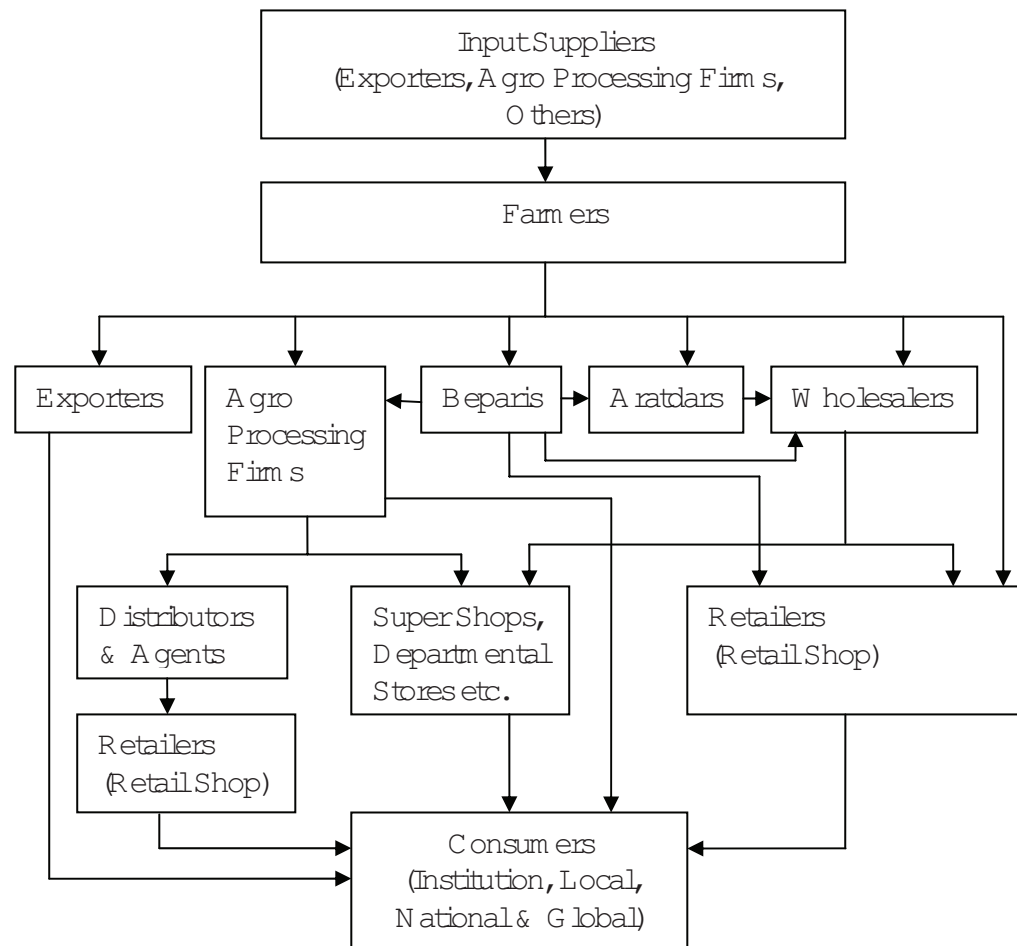 Input Suppliers
(Exporters, Agro Processing Firms,
Others)
Farmers
Exporters
Agro
Processing
Firms
Beparis
Aratdars
Wholesalers
Distributors
& Agents
Super Shops,
Departmental
Stores etc.
Retailers
(Retail Shop)
Retailers
(Retail Shop)
Consumers
(Institution, Local,
National & Global)